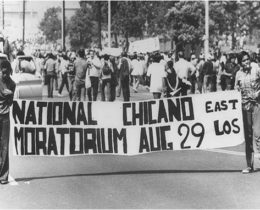 NATIONAL CHICANO EAST
MORATORIUM AUG 29 LOS